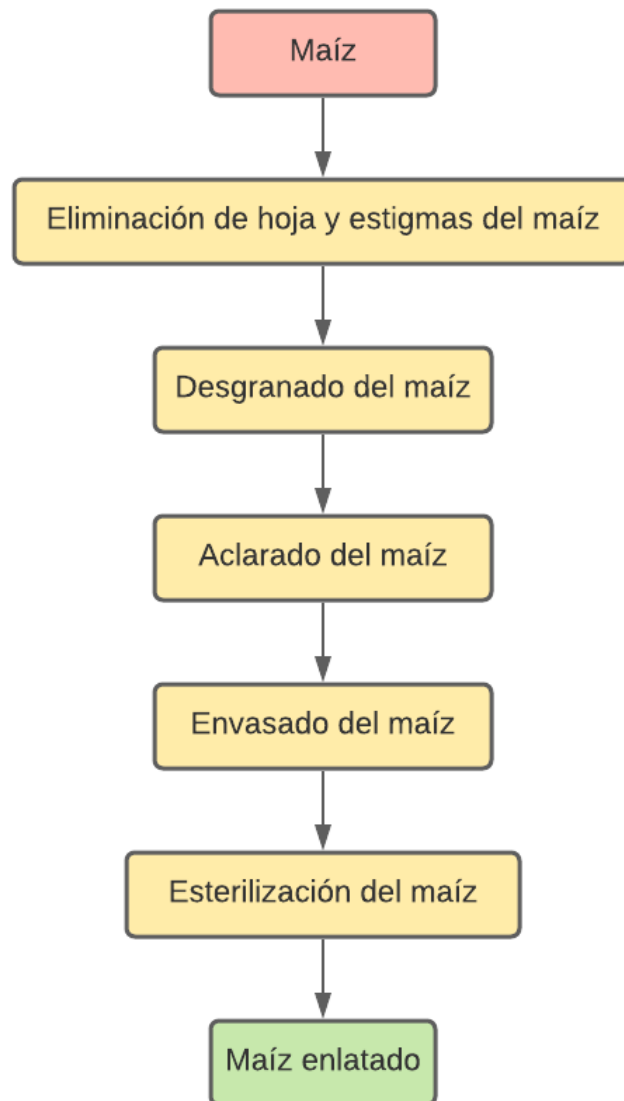 Maíz
Eliminación de hoja y estigmas del maíz
Desgranado del maíz
Aclarado del maíz
Envasado del maíz
Esterilización del maíz
Maíz enlatado